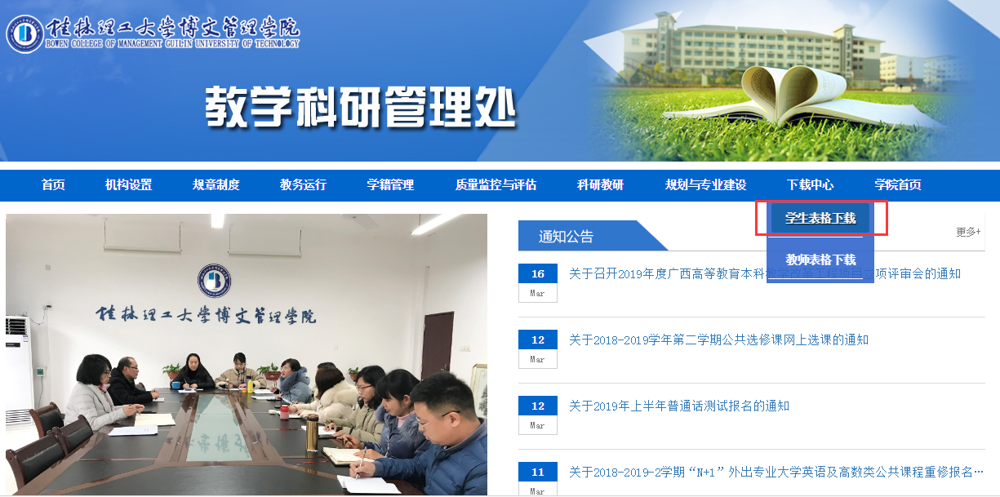 桂林理工大学博文管理学院
BOWEN COLLEGE OF MANAGEMENT GUILIN UNIVERSITY OF TECHNOLOGY
教学科研管理处
首页 机构设置 规章制度 教务运行 学籍管理 质量监控与评估 科研教研 规划与专业建设 下载中心 学院首页
学生表格下载
教师表格下载
桂林理工大学博文管理学院
通知公告 更多+
16 Mar 关于召开2019年度广西高等教育本科教学改革工程项目立项评审会的通知
12 Mar 关于2018-2019学年第二学期公共选修课网上选课的通知
12 Mar 关于2019年上半年普通话测试报名的通知
11 Mar 关于2018-2019-2学期“N+1”外出专业大学英语及高数类公共课程重修报名…